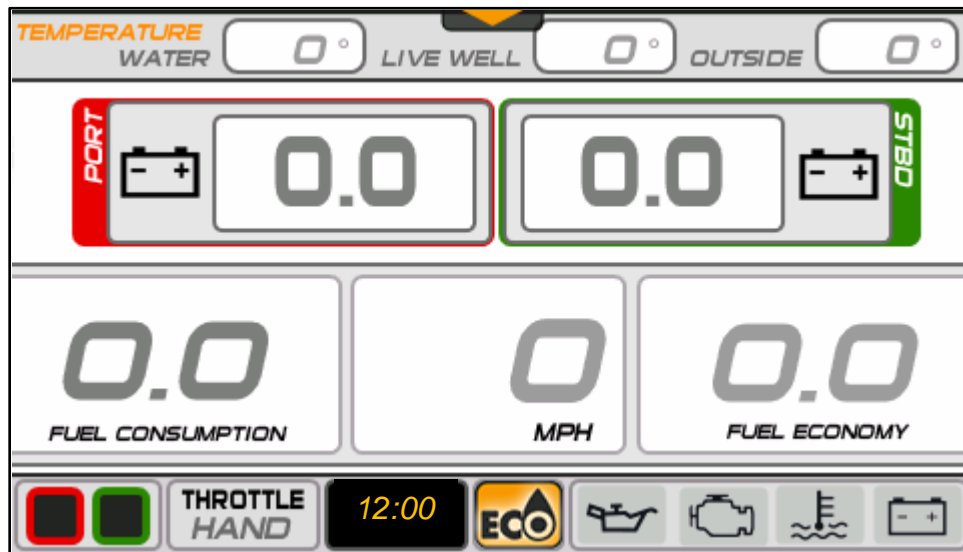 TEMPERATURE
WATER 0° LIVE WELL 0° OUTSIDE 0°
PORT - + 0.0 0.0 - + STBD
0.0 0 0.0
FUEL CONSUMPTION MPH FUEL ECONOMY
THROTTLE
HAND
12:00
ECO
- +